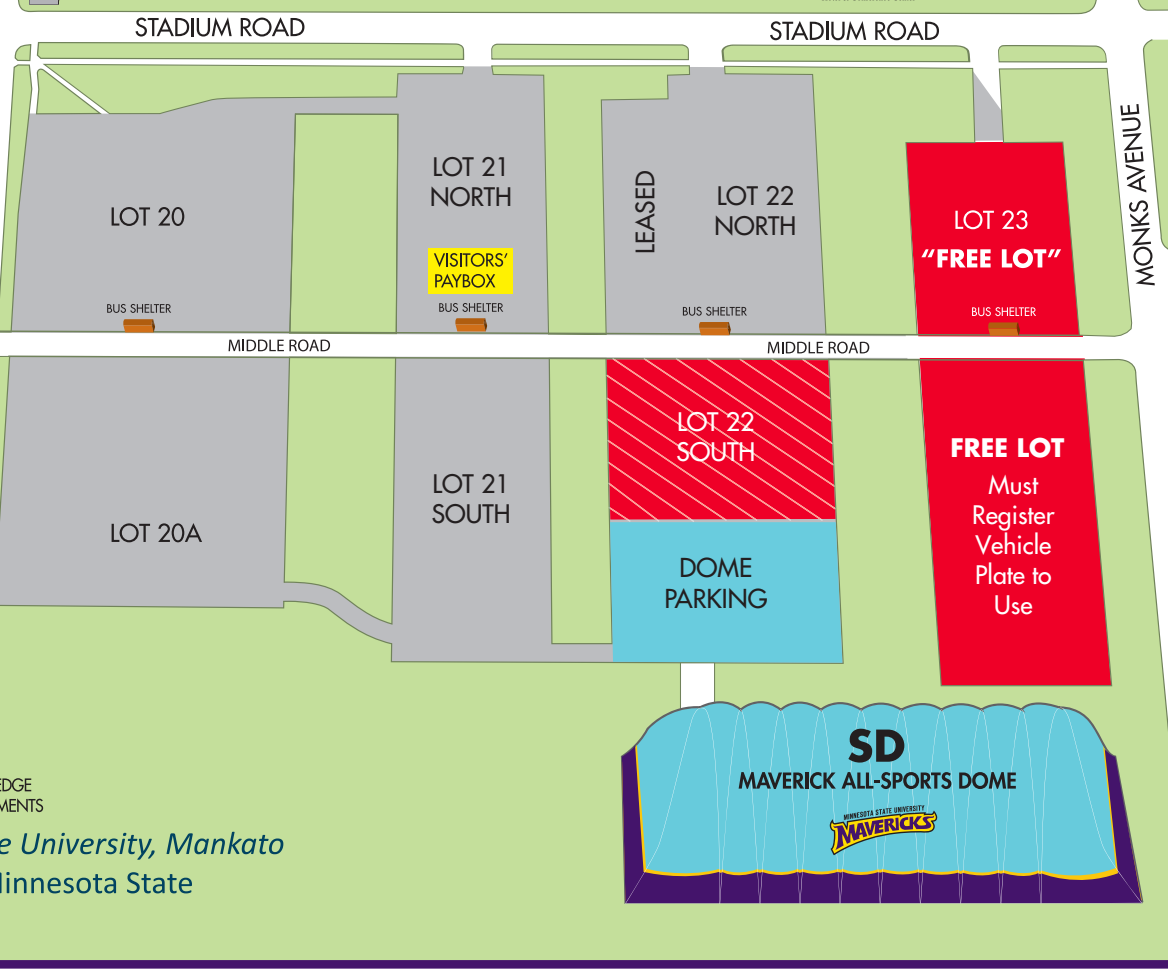 STADIUM ROAD
STADIUM ROAD
MONKS AVENUE
LOT 20
LOT 21
NORTH
VISITORS'
PAYBOX
LEASED
LOT 22
NORTH
LOT 23
“FREE LOT”
BUS SHELTER
BUS SHELTER
BUS SHELTER
BUS SHELTER
MIDDLE ROAD
MIDDLE ROAD
LOT 20A
LOT 21
SOUTH
LOT 22
SOUTH
DOME
PARKING
FREE LOT
Must
Register
Vehicle
Plate to
Use
SD
MAVERICK ALL-SPORTS DOME
MINNESOTA STATE UNIVERSITY
MAVERICKS
EDGE
MENTS
e University, Mankato
innesota State